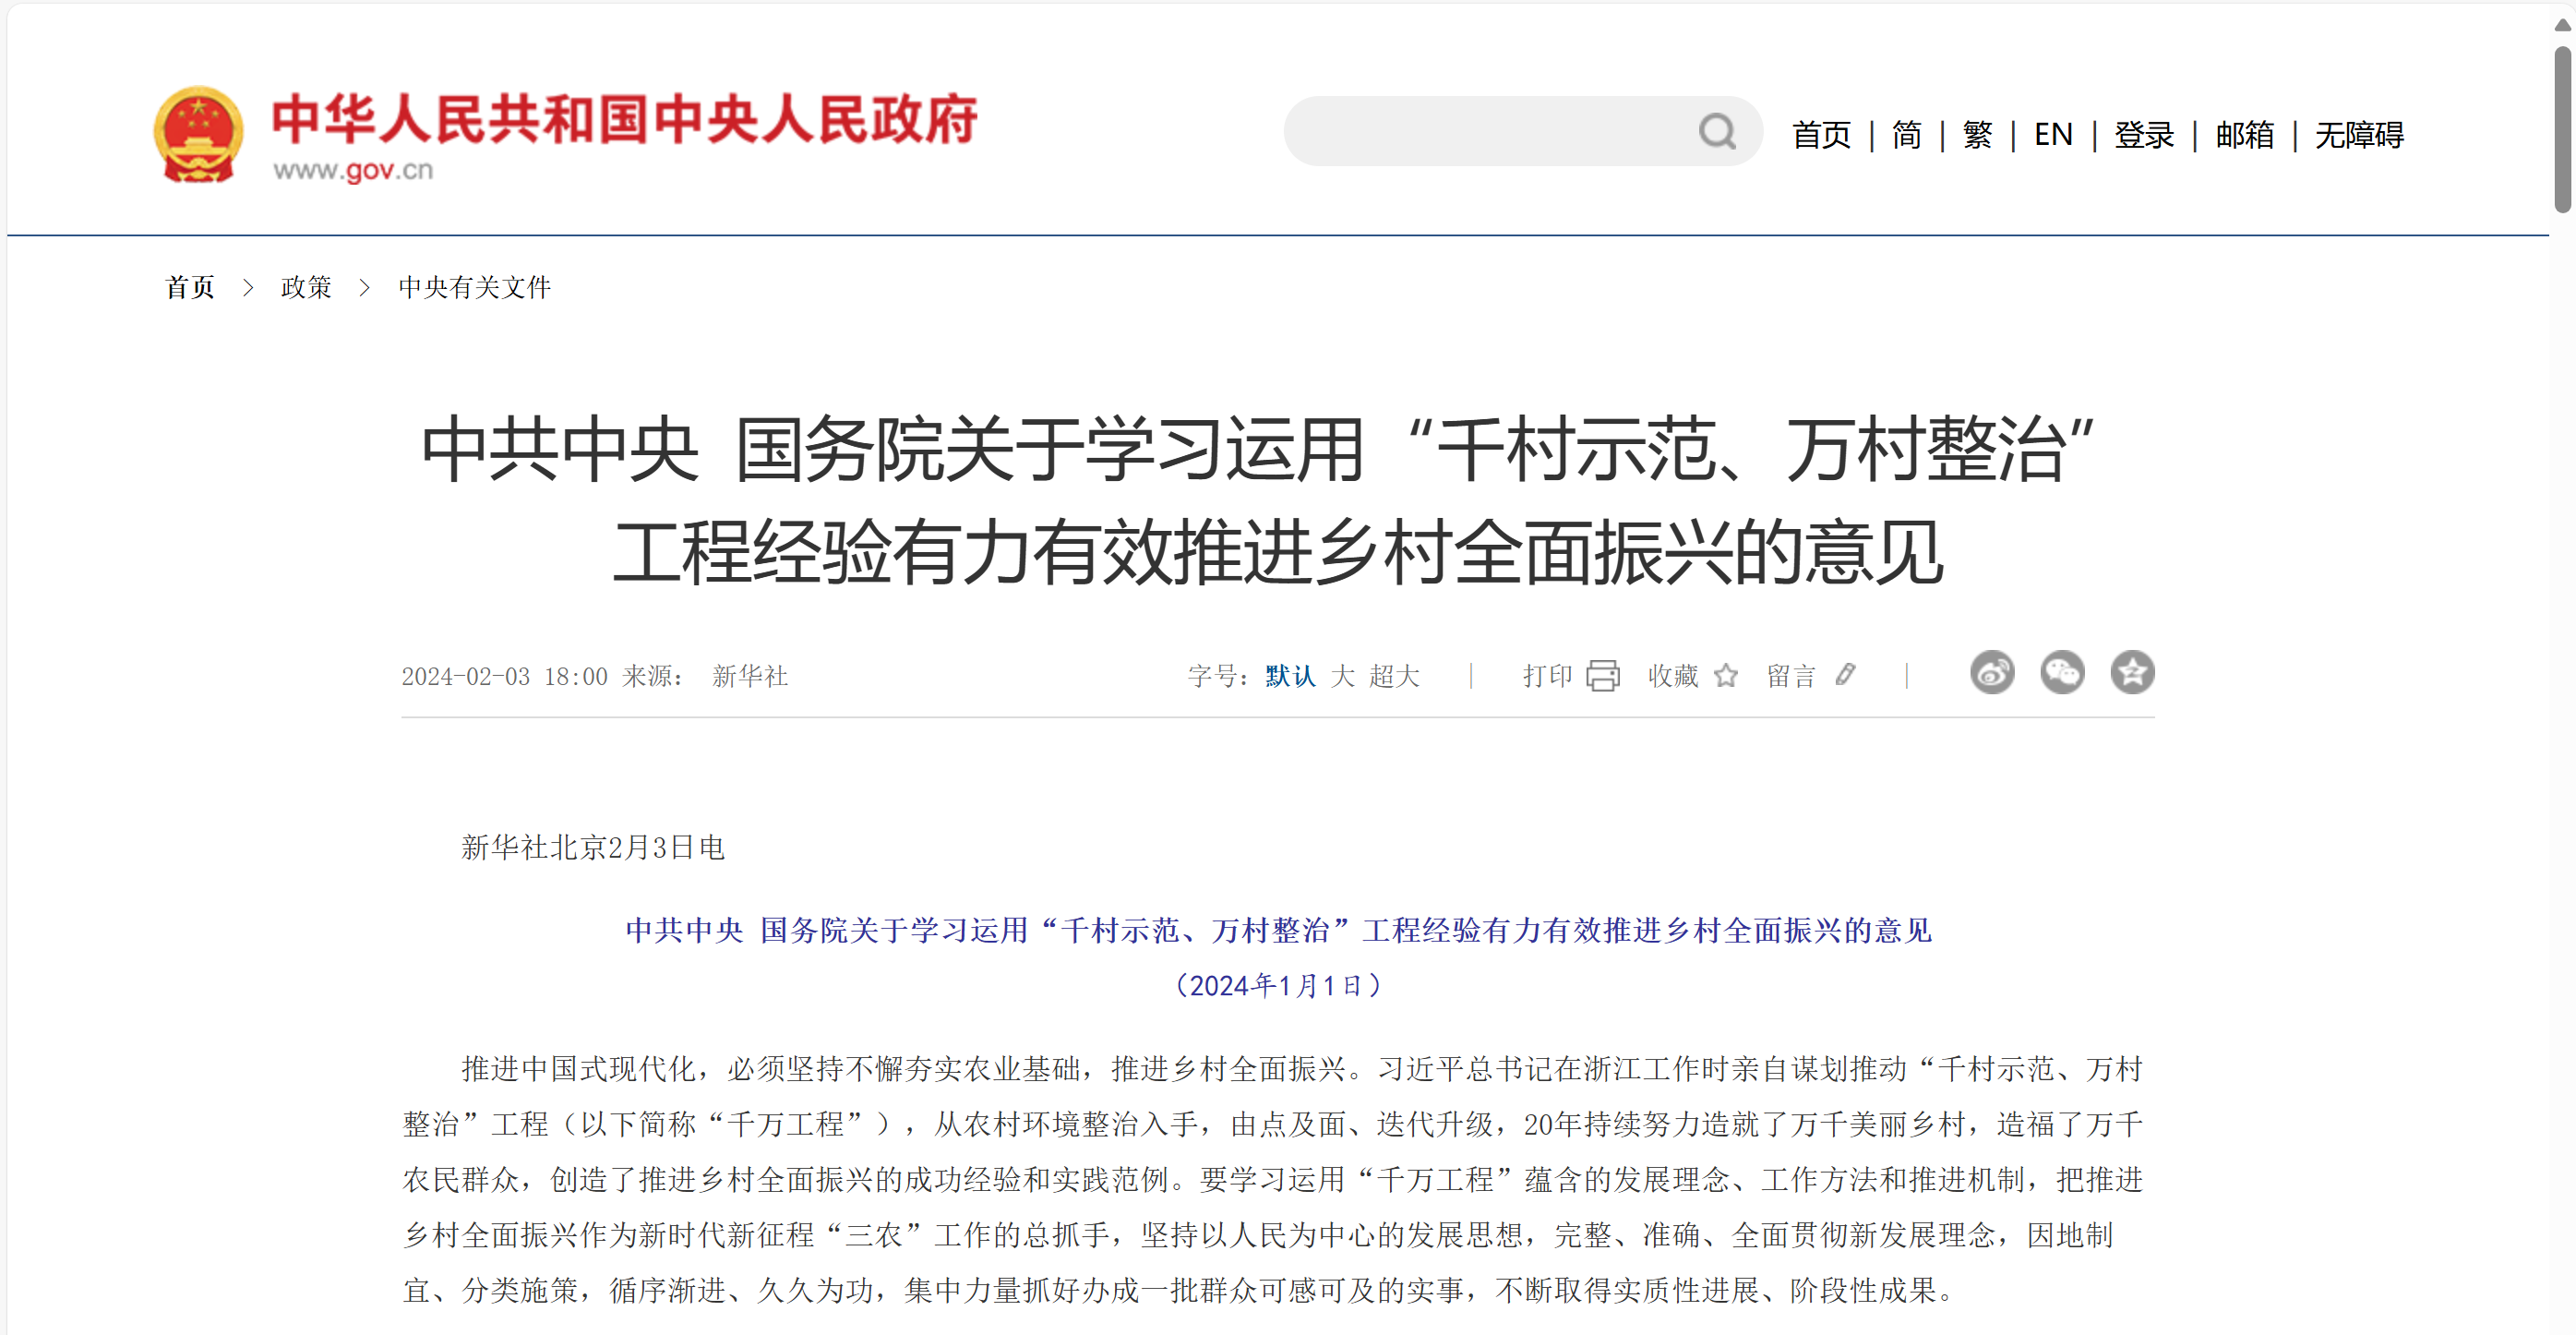 中华人民共和国中央人民政府
www.gov.cn
首页 | 简 | 繁 | EN | 登录 | 邮箱 | 无障碍
首页 > 政策 > 中央有关文件
中共中央 国务院关于学习运用“千村示范、万村整治”
工程经验有力有效推进乡村全面振兴的意见
2024-02-03 18:00 来源： 新华社
字号：默认 大 超大 | 打印 收藏 留言 |
新华社北京2月3日电
中共中央 国务院关于学习运用“千村示范、万村整治”工程经验有力有效推进乡村全面振兴的意见
（2024年1月1日）
推进中国式现代化，必须坚持不懈夯实农业基础，推进乡村全面振兴。习近平总书记在浙江工作时亲自谋划推动“千村示范、万村
整治”工程（以下简称“千万工程”），从农村环境整治入手，由点及面、迭代升级，20年持续努力造就了万千美丽乡村，造福了万千
农民群众，创造了推进乡村全面振兴的成功经验和实践范例。要学习运用“千万工程”蕴含的发展理念、工作方法和推进机制，把推进
乡村全面振兴作为新时代新征程“三农”工作的总抓手，坚持以人民为中心的发展思想，完整、准确、全面贯彻新发展理念，因地制
宜、分类施策，循序渐进、久久为功，集中力量抓好办成一批群众可感可及的实事，不断取得实质性进展、阶段性成果。